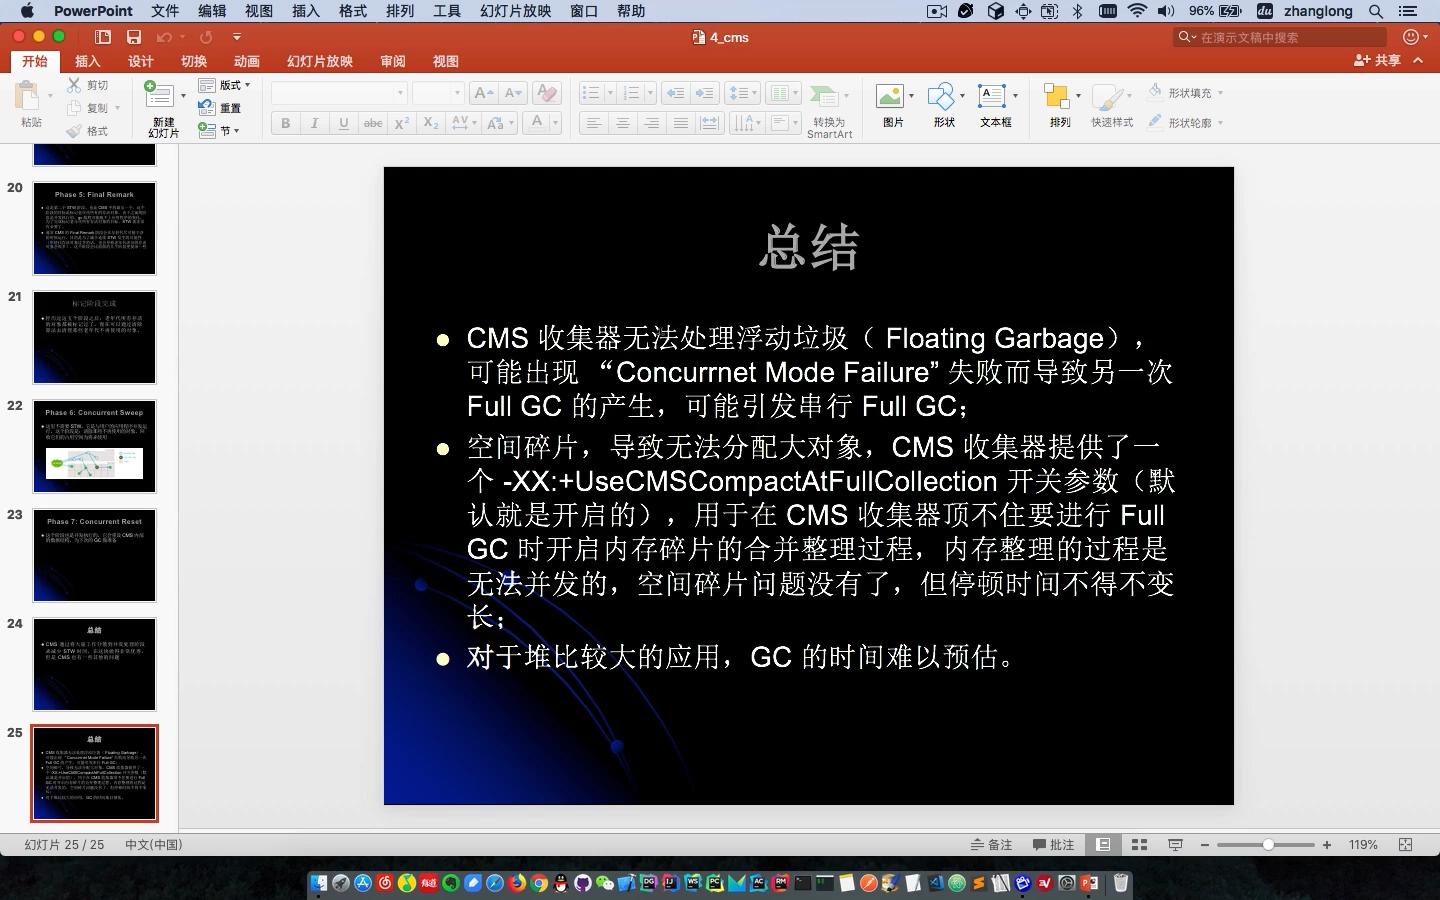 PowerPoint 文件 编辑 视图 插入 格式 排列 工具 幻灯片放映 窗口 帮助 96% zhanglong
4_cms
在演示文稿中搜索
开始 插入 设计 切换 动画 幻灯片放映 审阅 视图 共享
粘贴 剪切 复制 格式
新建 幻灯片 版式 重置 节
转换为 SmartArt
图片 形状 文本框 排列 快速样式 形状填充 形状轮廓
20
Phase 5: Final Remark
21
标记阶段完成
22
Phase 6: Concurrent Sweep
23
Phase 7: Concurrent Reset
24
总结
25
总结
总结
CMS 收集器无法处理浮动垃圾（ Floating Garbage），
可能出现 “Concurrnet Mode Failure” 失败而导致另一次
Full GC 的产生，可能引发串行 Full GC；
空间碎片，导致无法分配大对象，CMS 收集器提供了一
个 -XX:+UseCMSCompactAtFullCollection 开关参数（默
认就是开启的），用于在 CMS 收集器顶不住要进行 Full
GC 时开启内存碎片的合并整理过程，内存整理的过程是
无法并发的，空间碎片问题没有了，但停顿时间不得不变
长；
对于堆比较大的应用，GC 的时间难以预估。
幻灯片 25 / 25 中文(中国) 备注 批注 119%